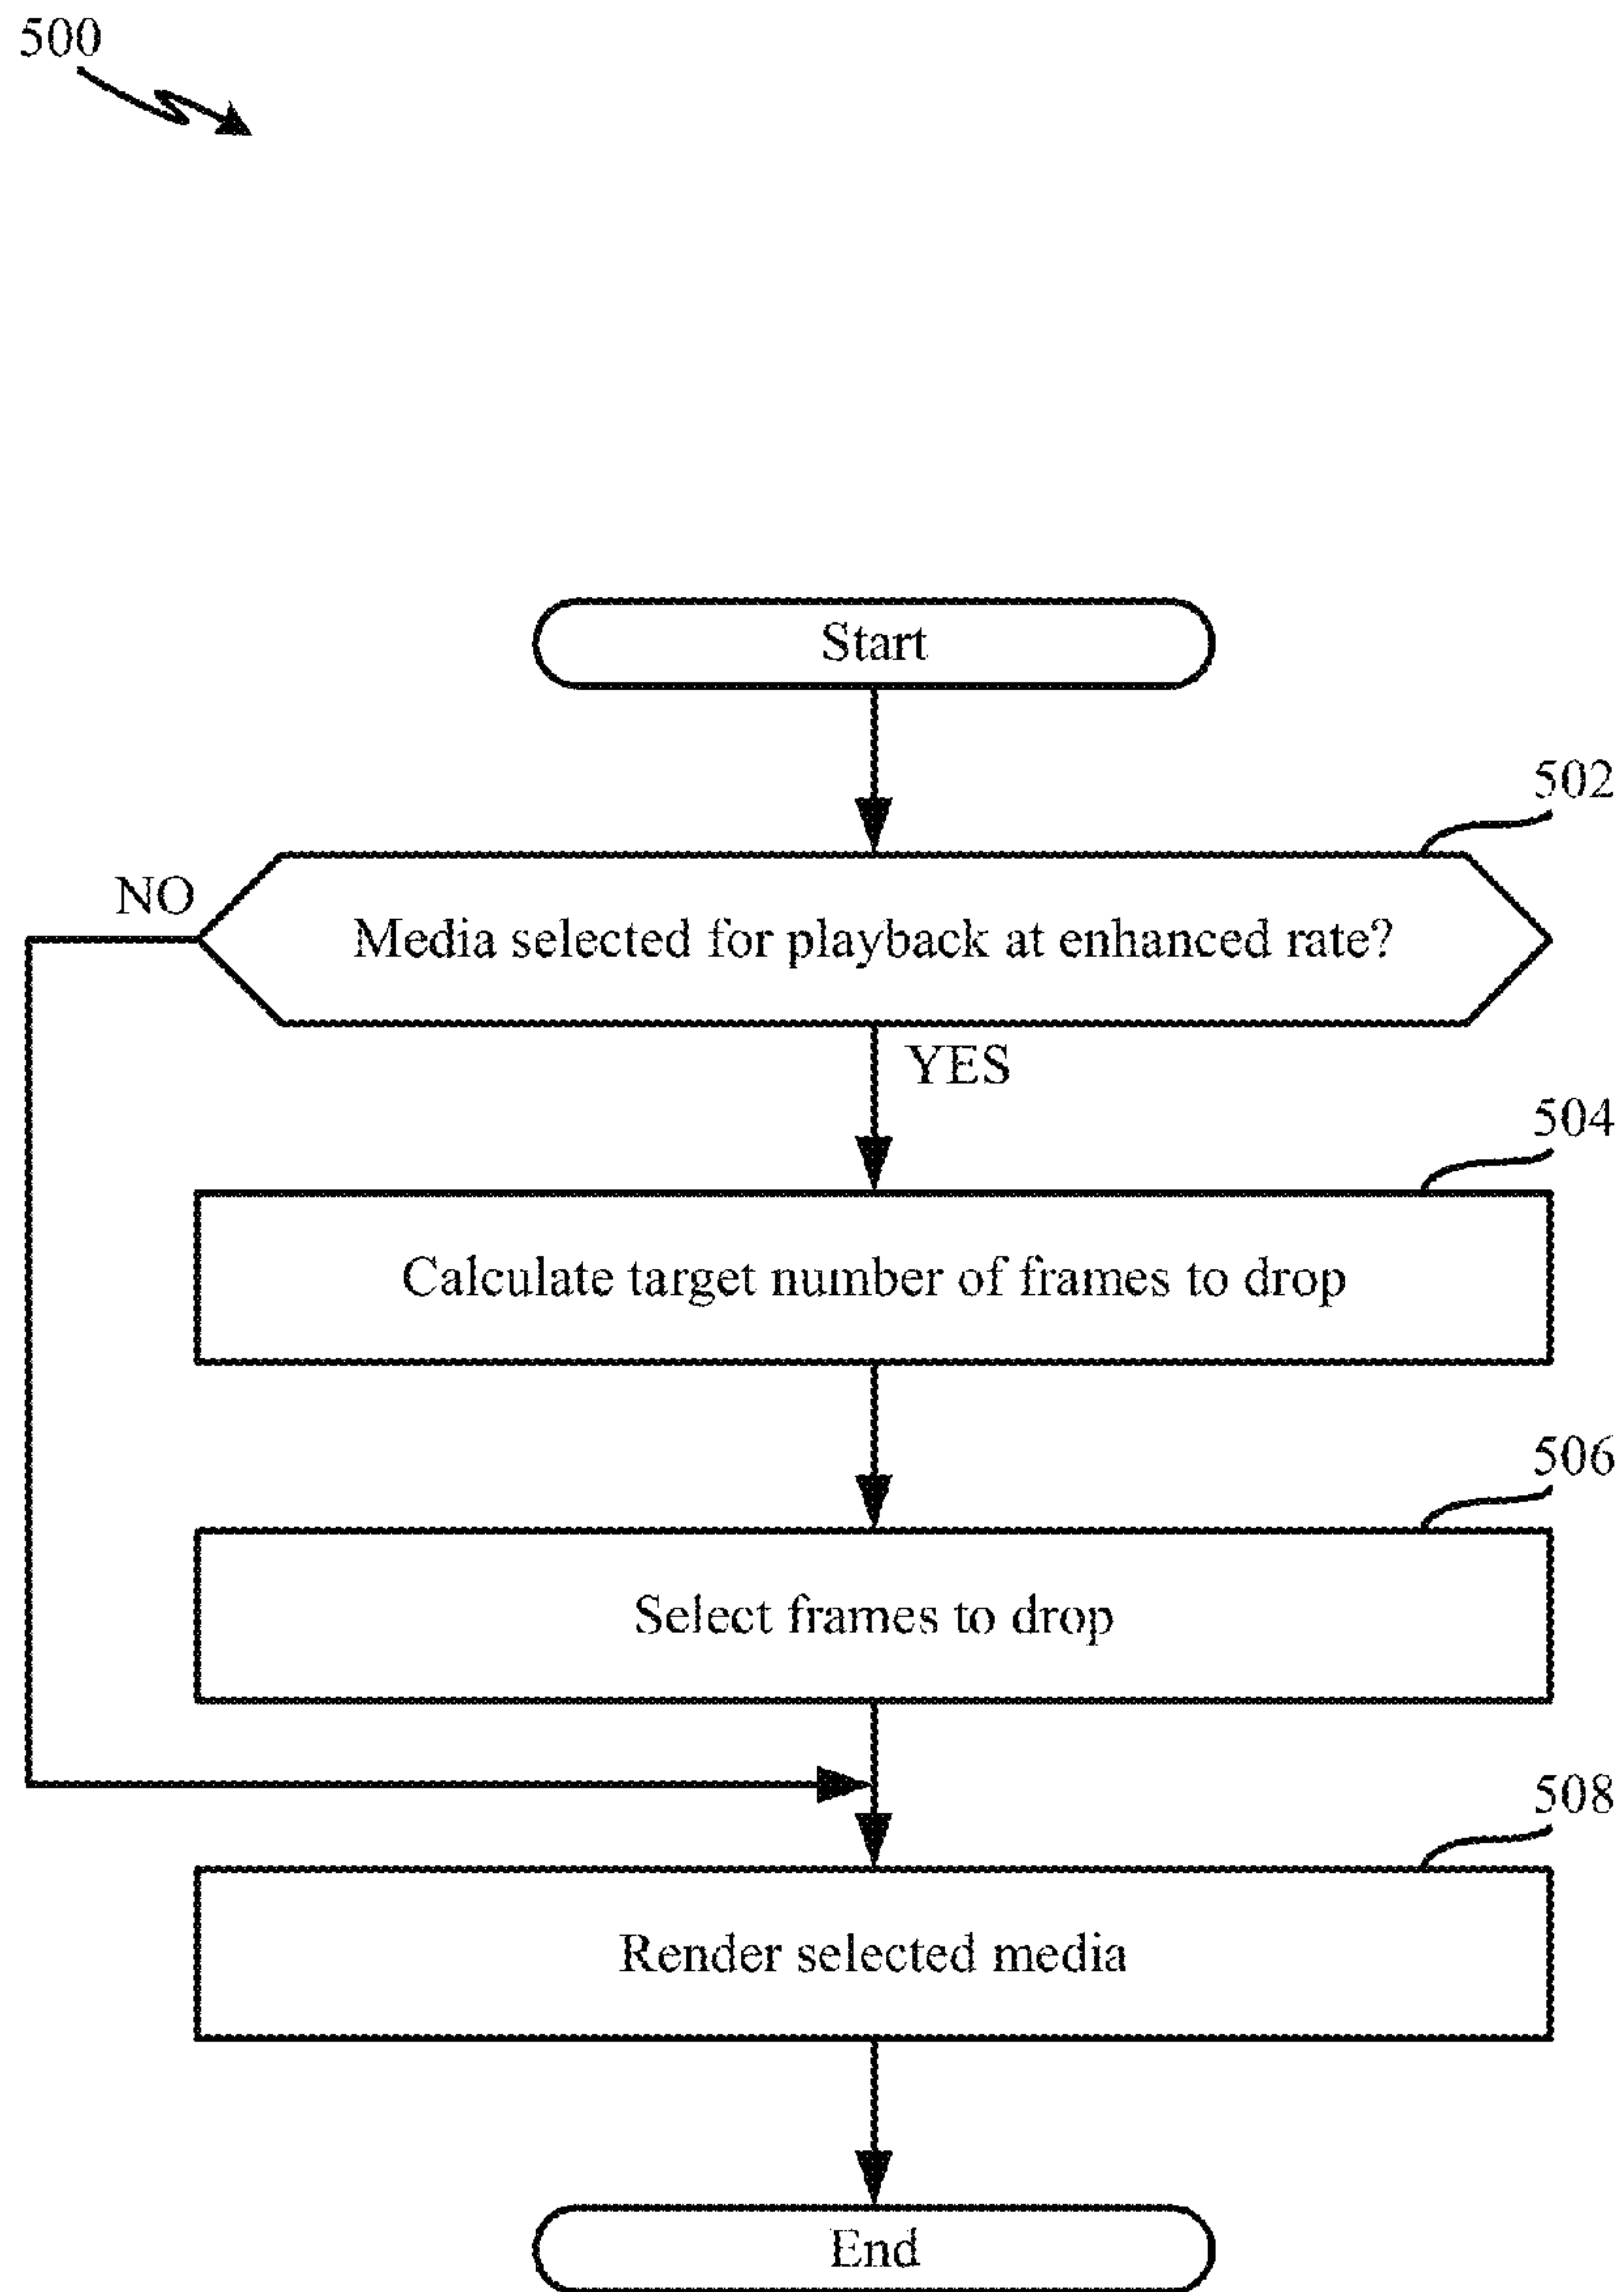 500
Start
502
NO
Media selected for playback at enhanced rate?
YES
504
Calculate target number of frames to drop
506
Select frames to drop
508
Render selected media
End